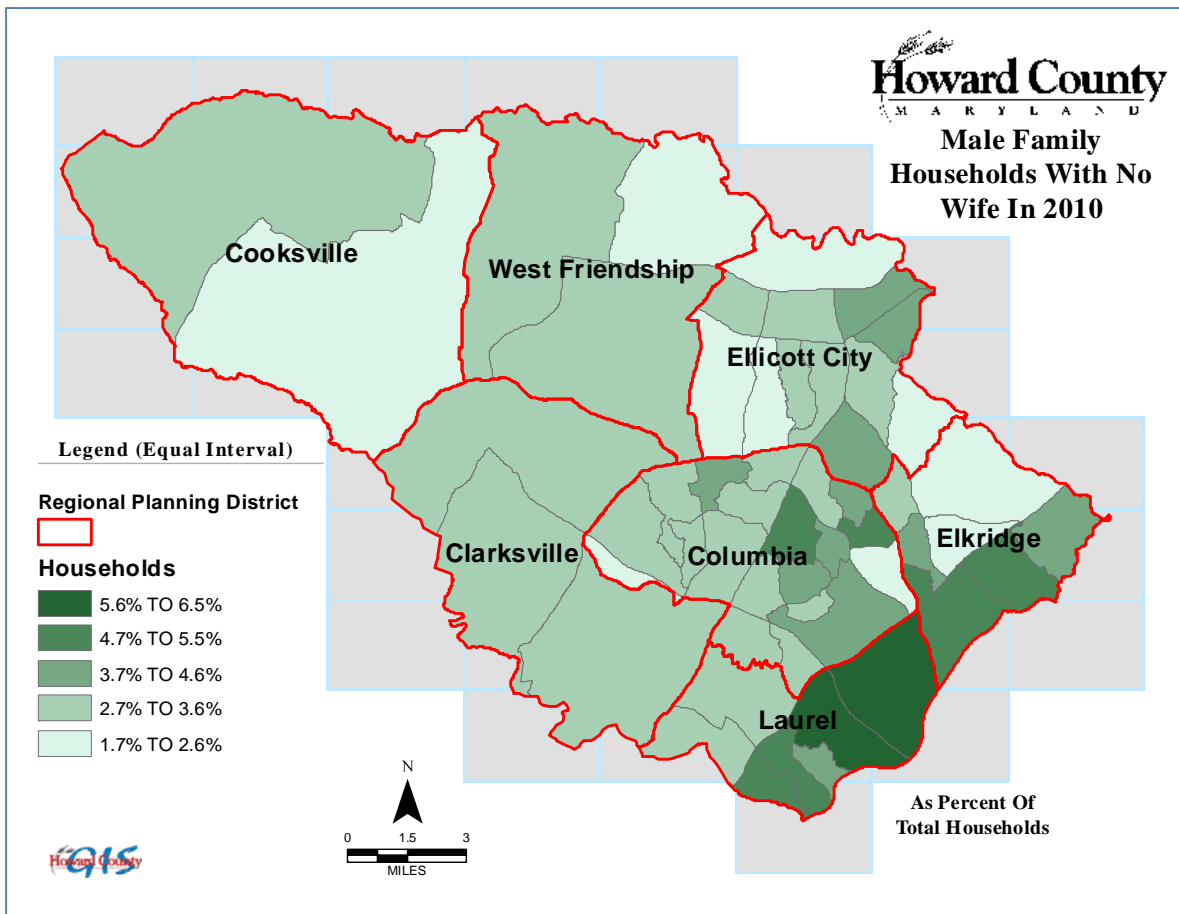 Howard County
MARYLAND
Male Family
Households With No
Wife In 2010
Cooksville
West Friendship
Ellicott City
Legend (Equal Interval)
Regional Planning District
Households
5.6% TO 6.5%
4.7% TO 5.5%
3.7% TO 4.6%
2.7% TO 3.6%
1.7% TO 2.6%
Clarksville
Columbia
Elkridge
Laurel
N
0 1.5 3
MILES
As Percent Of
Total Households
Howard County
GIS